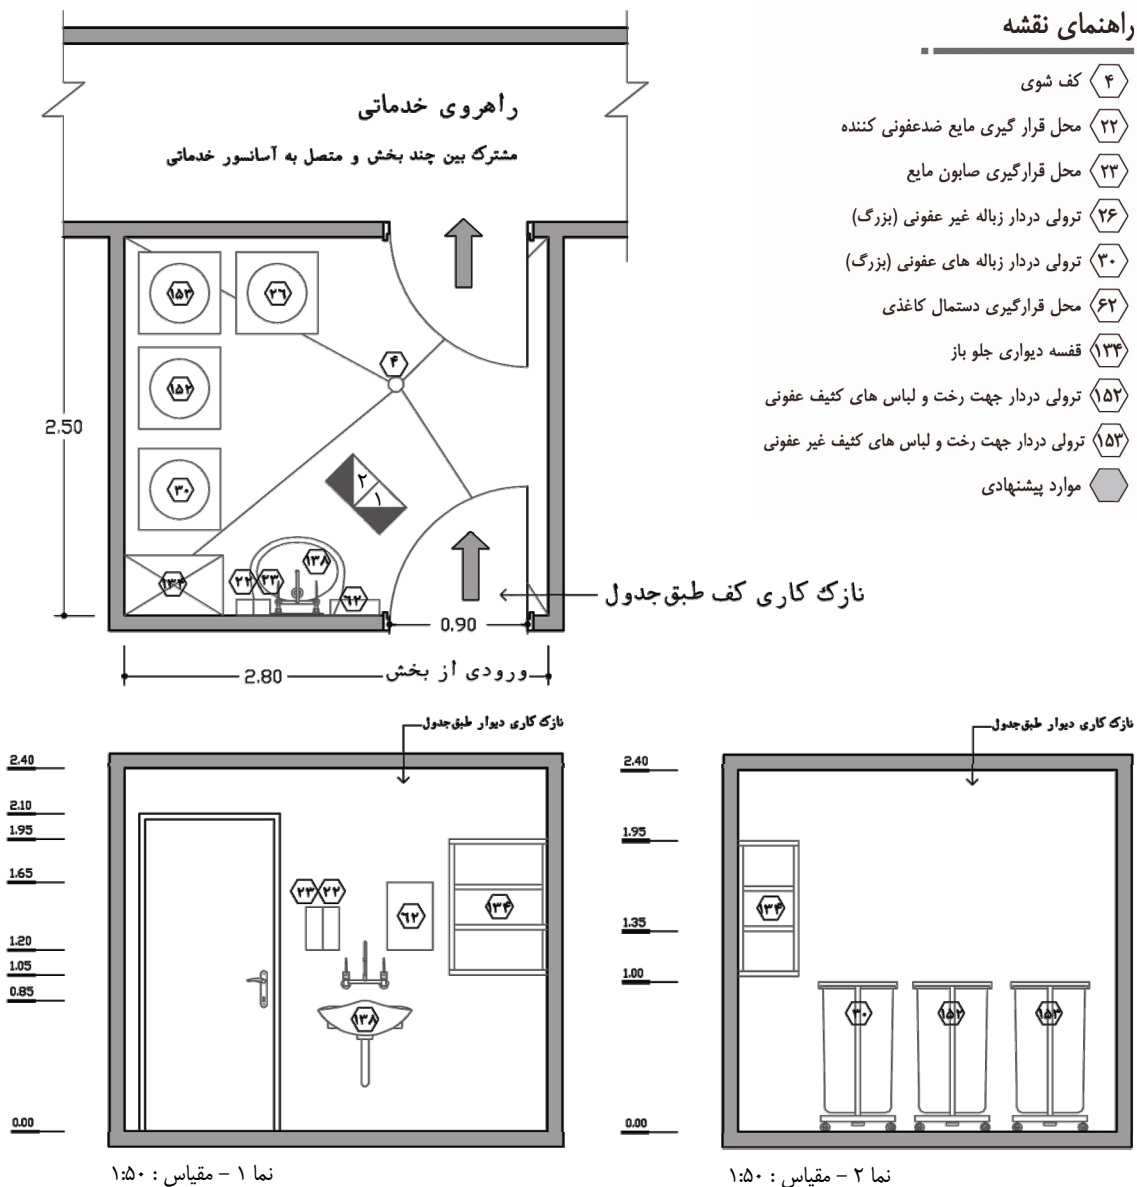 راهنمای نقشه
۴ کف شوی
۲۲ محل قرار گیری مایع ضدعفونی کننده
۲۳ محل قرارگیری صابون مایع
۲۶ ترولی دردار زباله غیر عفونی (بزرگ)
۳۰ ترولی دردار زباله های عفونی (بزرگ)
۶۲ محل قرارگیری دستمال کاغذی
۱۳۴ قفسه دیواری جلو باز
۱۵۲ ترولی دردار جهت رخت و لباس های کثیف عفونی
۱۵۳ ترولی دردار جهت رخت و لباس های کثیف غیر عفونی
موارد پیشنهادی
راهروی خدماتی
مشترک بین چند بخش و متصل به آسانسور خدماتی
۱۵۳
۲۶
۴
۱۵۲
2.50
۲
۱
۳۰
۱۳۴
۲۲
۲۳
۱۳۸
۶۲
نازک کاری کف طبق جدول
0.90
2.80
ورودی از بخش
نازک کاری دیوار طبق جدول
2.40
2.10
1.95
1.65
1.20
1.05
0.85
0.00
۲۳
۲۲
۶۲
۱۳۴
۱۳۸
نما ۱ - مقیاس : ۱:۵۰
نازک کاری دیوار طبق جدول
2.40
1.95
1.35
1.00
0.00
۱۳۴
۳۰
۱۵۲
۱۵۳
نما ۲ - مقیاس : ۱:۵۰